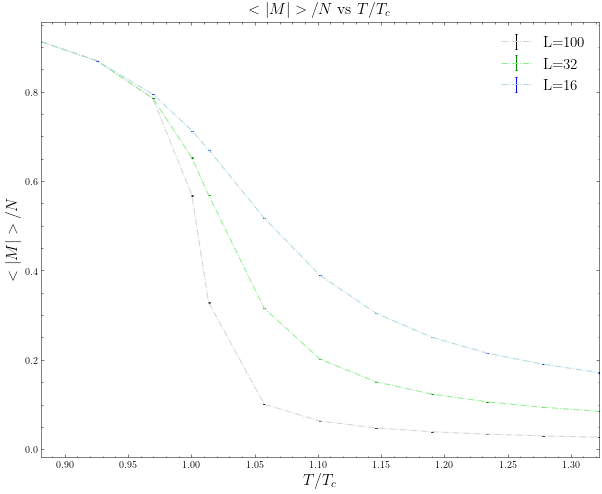 < |M| > /N vs T/T_c
L=100
L=32
L=16
< |M| > /N
0.8
0.6
0.4
0.2
0.0
0.90 0.95 1.00 1.05 1.10 1.15 1.20 1.25 1.30
T/T_c